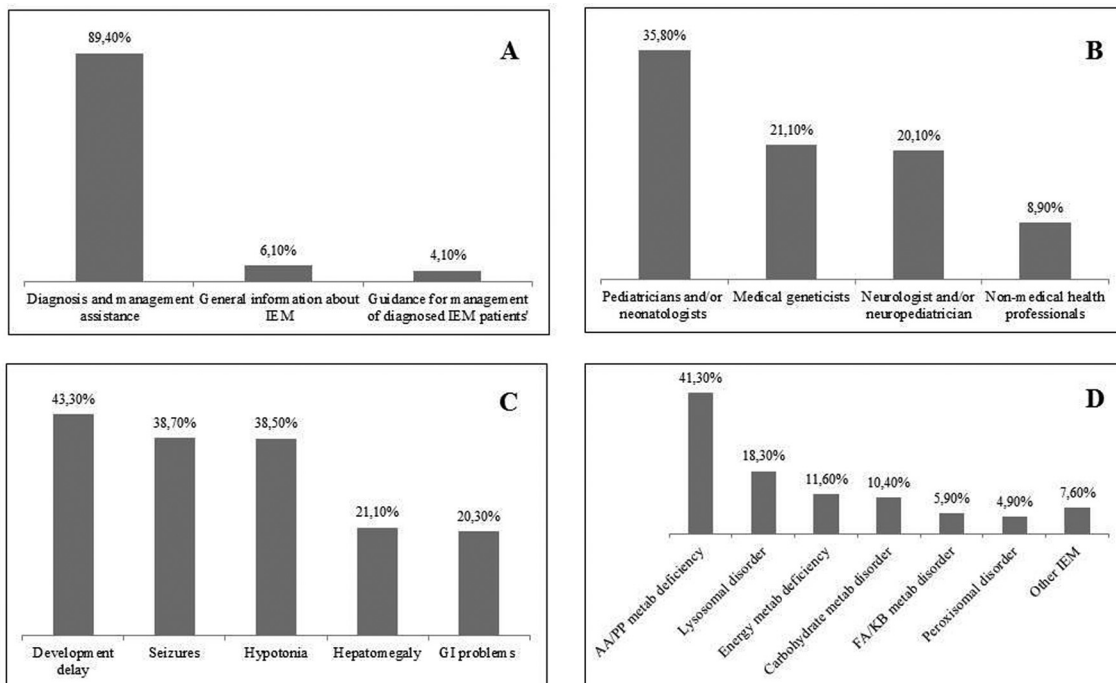 A
89,40%
6,10%
4,10%
Diagnosis and management
assistance
General information about
IEM
Guidance for management
of diagnosed IEM patients'
B
35,80%
21,10%
20,10%
8,90%
Pediatricians and/or
neonatologists
Medical geneticists
Neurologist and/or
neuropediatrician
Non-medical health
professionals
C
43,30%
38,70%
38,50%
21,10%
20,30%
Development
delay
Seizures
Hypotonia
Hepatomegaly
GI problems
D
41,30%
18,30%
11,60%
10,40%
5,90%
4,90%
7,60%
AA/PP metab deficiency
Lysosomal disorder
Energy metab deficiency
Carbohydrate metab disorder
FA/KB metab disorder
Peroxisomal disorder
Other IEM